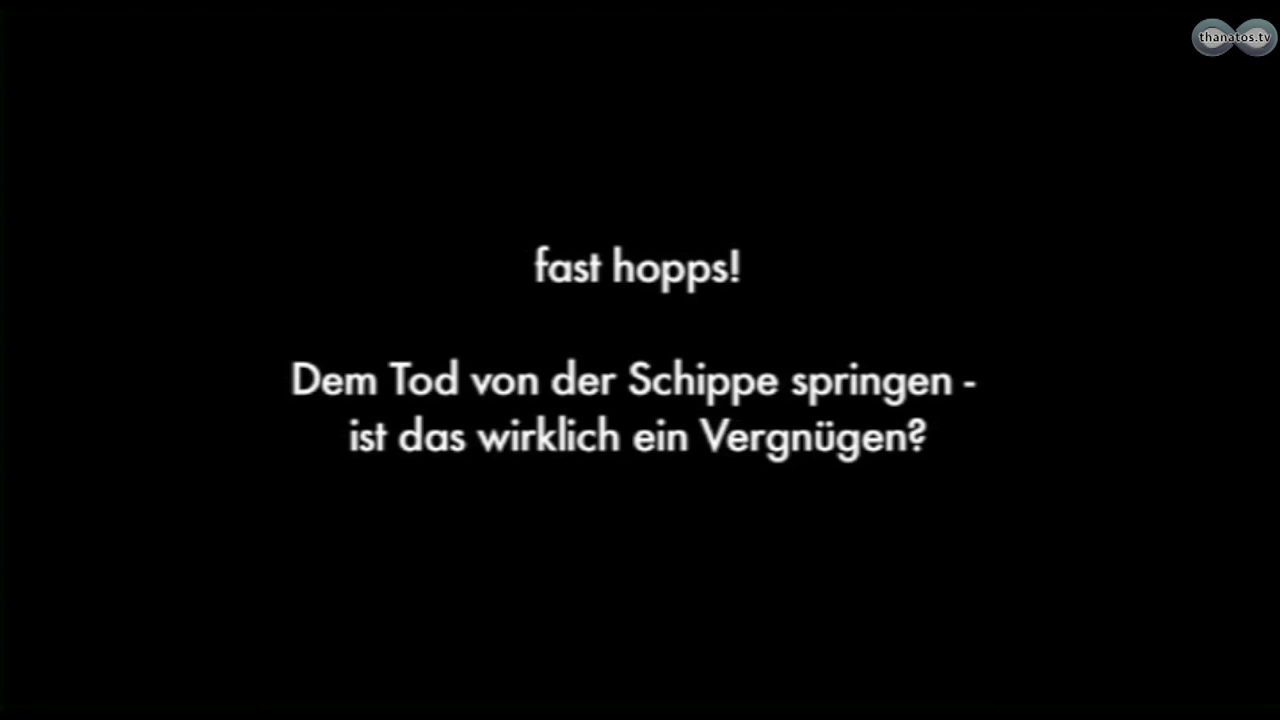 thanatos.tv
fast hopps!
Dem Tod von der Schippe springen -
ist das wirklich ein Vergnügen?